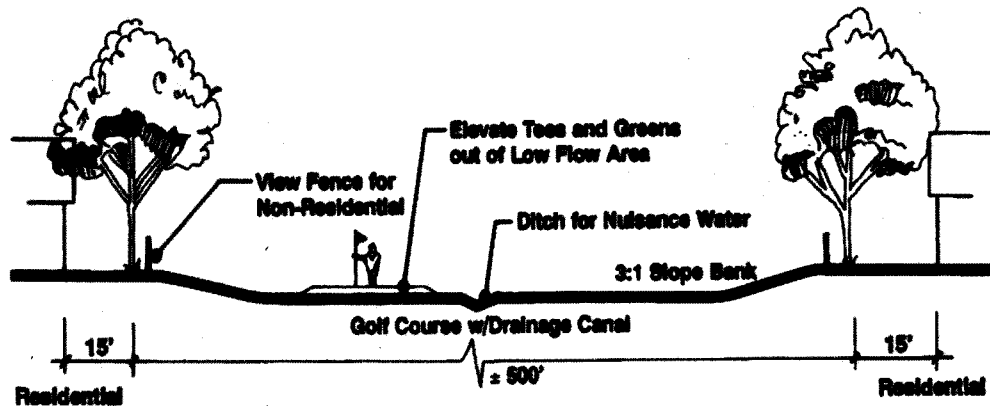 Elevate Tees and Greens
out of Low Flow Area
View Fence for
Non-Residential
Ditch for Nuisance Water
3:1 Slope Bank
Golf Course w/Drainage Canal
15'
± 500'
15'
Residential
Residential